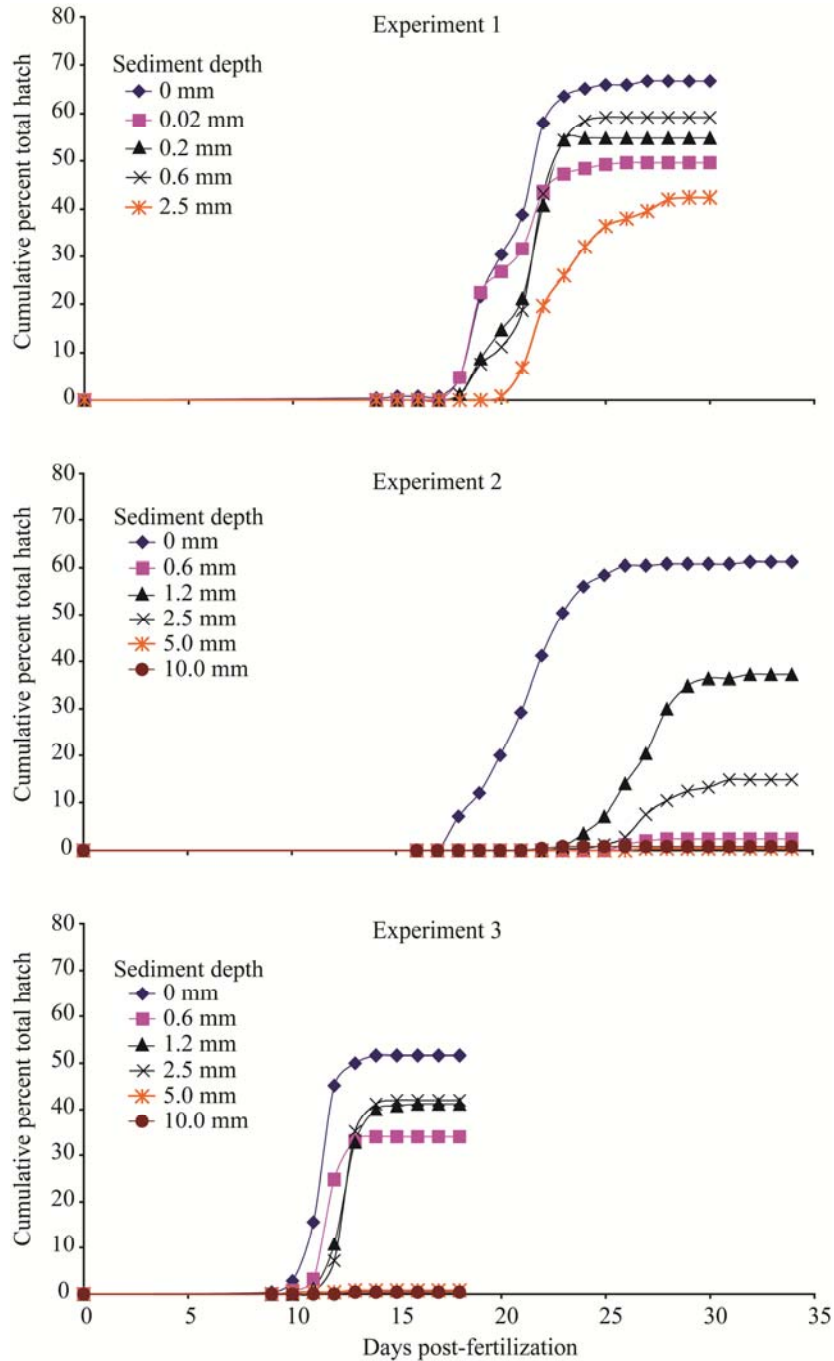 Experiment 1
Sediment depth
0 mm
0.02 mm
0.2 mm
0.6 mm
2.5 mm
Cumulative percent total hatch
80
70
60
50
40
30
20
10
0
Experiment 2
Sediment depth
0 mm
0.6 mm
1.2 mm
2.5 mm
5.0 mm
10.0 mm
Cumulative percent total hatch
80
70
60
50
40
30
20
10
0
Experiment 3
Sediment depth
0 mm
0.6 mm
1.2 mm
2.5 mm
5.0 mm
10.0 mm
Cumulative percent total hatch
80
70
60
50
40
30
20
10
0
0 5 10 15 20 25 30 35
Days post-fertilization